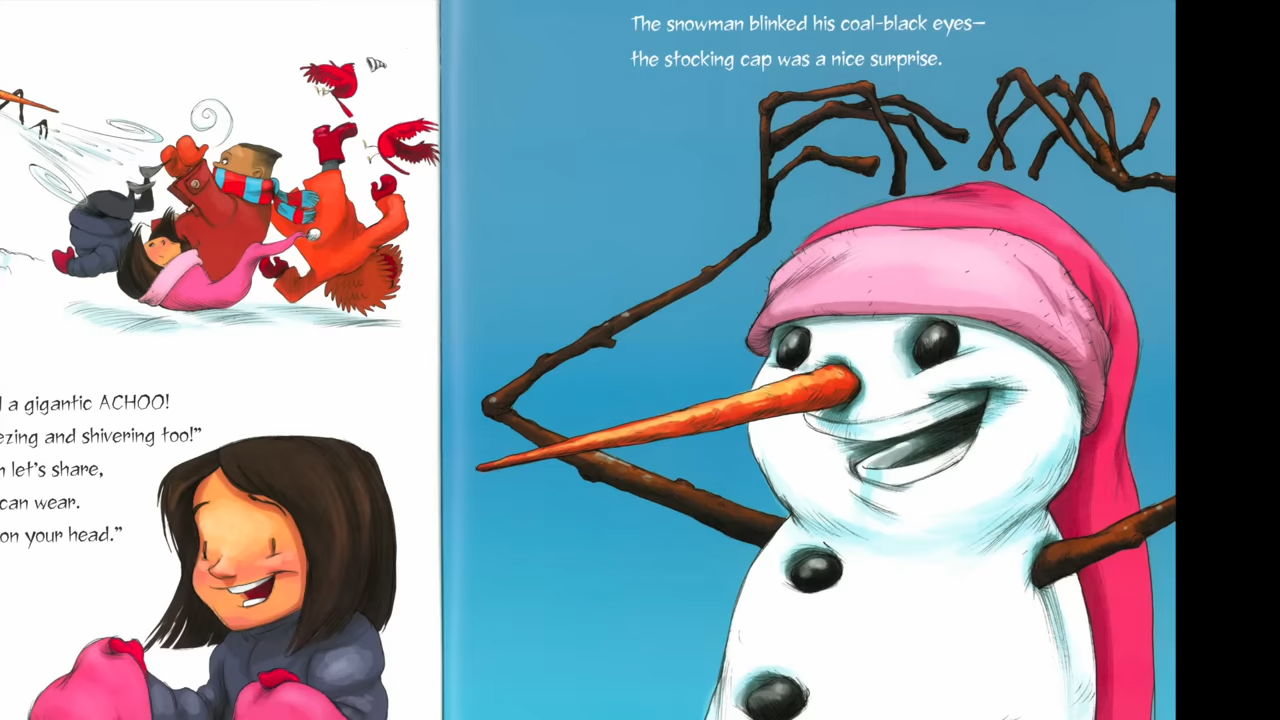 a gigantic ACHOO!
and shivering too!"
let's share,
can wear.
on your head."
The snowman blinked his coal-black eyes—
the stocking cap was a nice surprise.